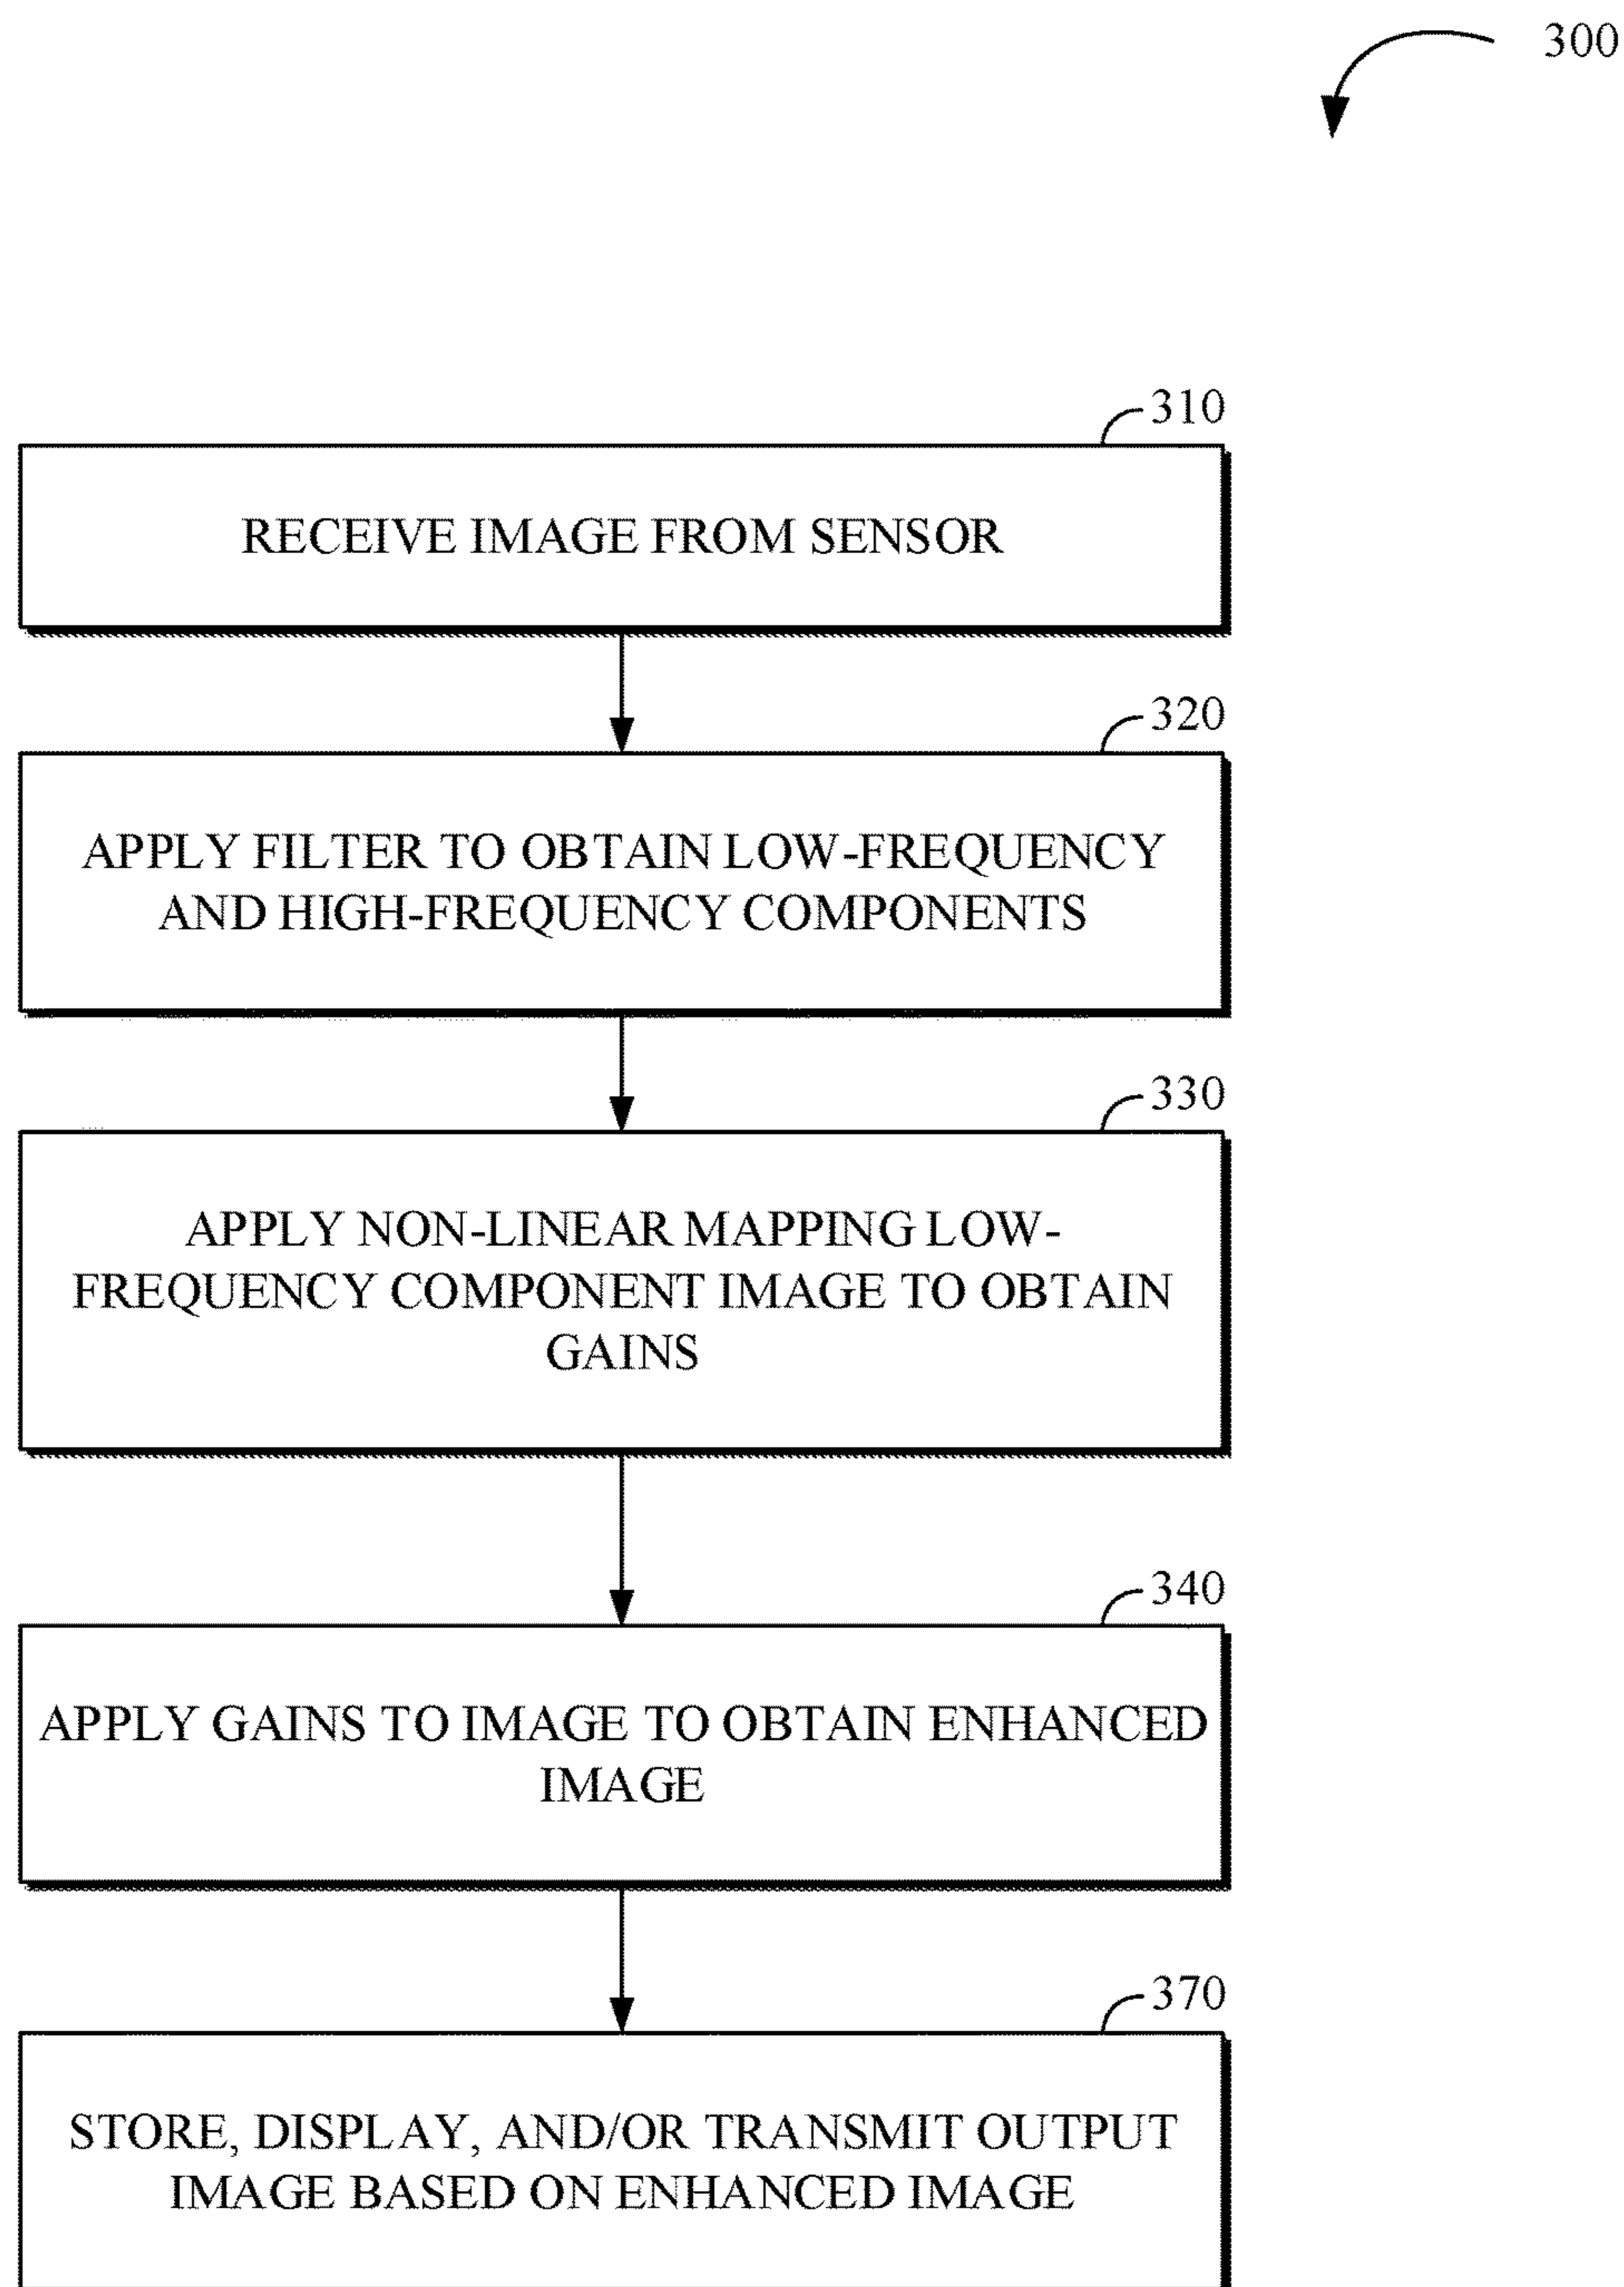 300
310
RECEIVE IMAGE FROM SENSOR
320
APPLY FILTER TO OBTAIN LOW-FREQUENCY
AND HIGH-FREQUENCY COMPONENTS
330
APPLY NON-LINEAR MAPPING LOW-
FREQUENCY COMPONENT IMAGE TO OBTAIN
GAINS
340
APPLY GAINS TO IMAGE TO OBTAIN ENHANCED
IMAGE
370
STORE, DISPLAY, AND/OR TRANSMIT OUTPUT
IMAGE BASED ON ENHANCED IMAGE